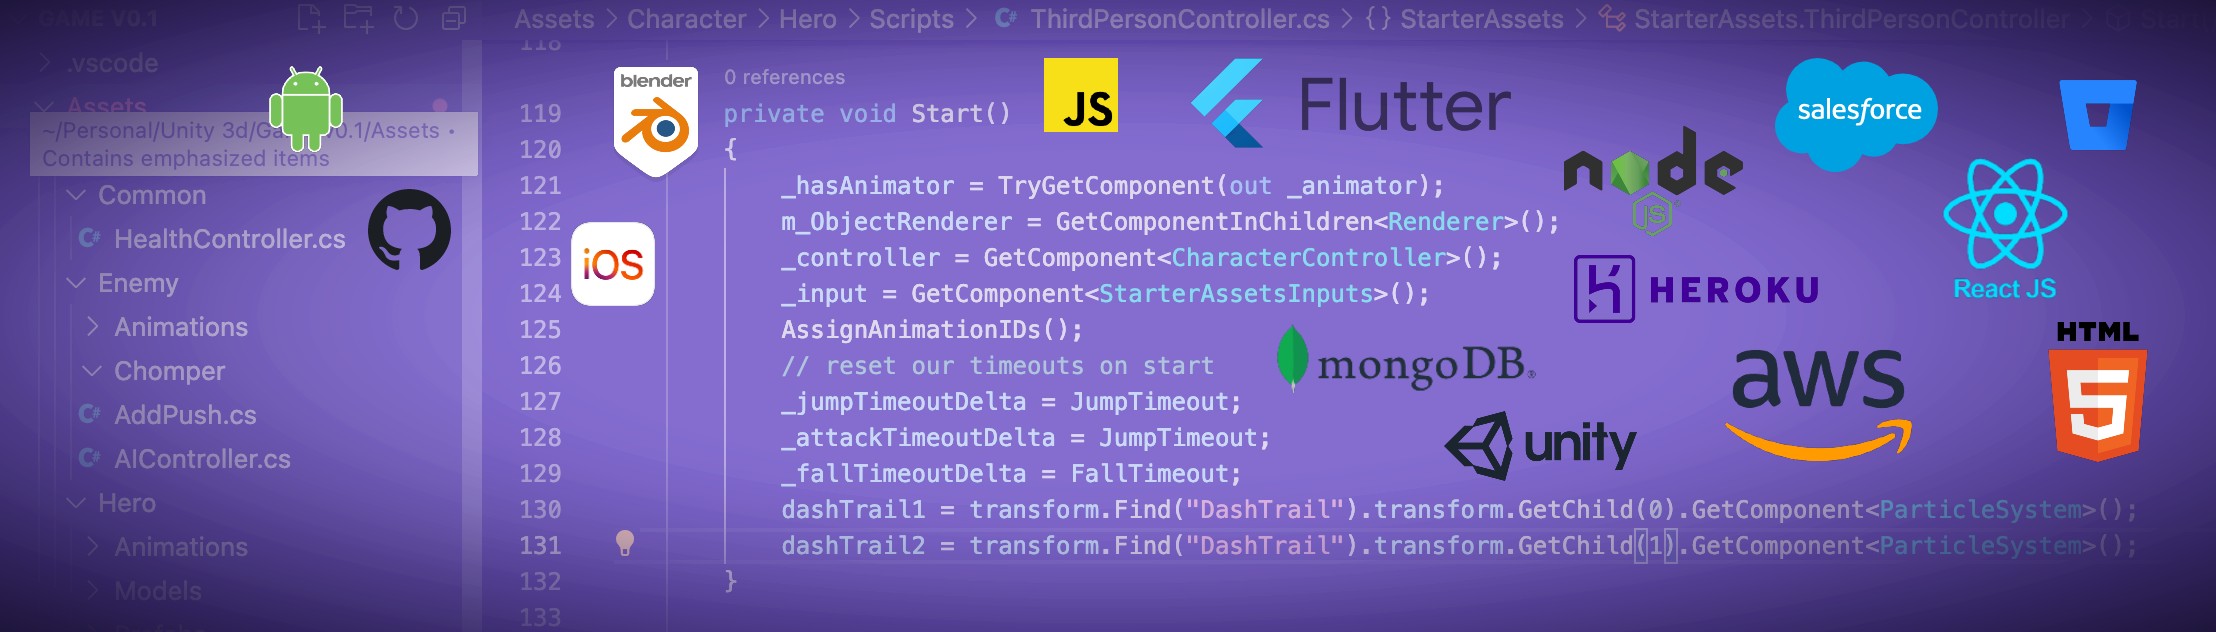 GAME V0.1
Assets > Character > Hero > Scripts > C# ThirdPersonController.cs > {} StarterAssets > StarterAssets.ThirdPersonController >
.vscode
Assets
~/Personal/Unity 3d/Ga V0.1/Assets •
Contains emphasized items
Common
C# HealthController.cs
Enemy
Animations
Chomper
C# AddPush.cs
C# AIController.cs
Hero
Animations
Models
118
0 references
119 private void Start()
120 {
121 _hasAnimator = TryGetComponent(out _animator);
122 m_ObjectRenderer = GetComponentInChildren<Renderer>();
123 _controller = GetComponent<CharacterController>();
124 _input = GetComponent<StarterAssetsInputs>();
125 AssignAnimationIDs();
126 // reset our timeouts on start
127 _jumpTimeoutDelta = JumpTimeout;
128 _attackTimeoutDelta = JumpTimeout;
129 _fallTimeoutDelta = FallTimeout;
130 dashTrail1 = transform.Find("DashTrail").transform.GetChild(0).GetComponent<ParticleSystem>();
131 dashTrail2 = transform.Find("DashTrail").transform.GetChild(1).GetComponent<ParticleSystem>();
132 }
133
blender
iOS
JS
Flutter
node
JS
salesforce
React JS
HEROKU
mongoDB®
unity
aws
HTML
5